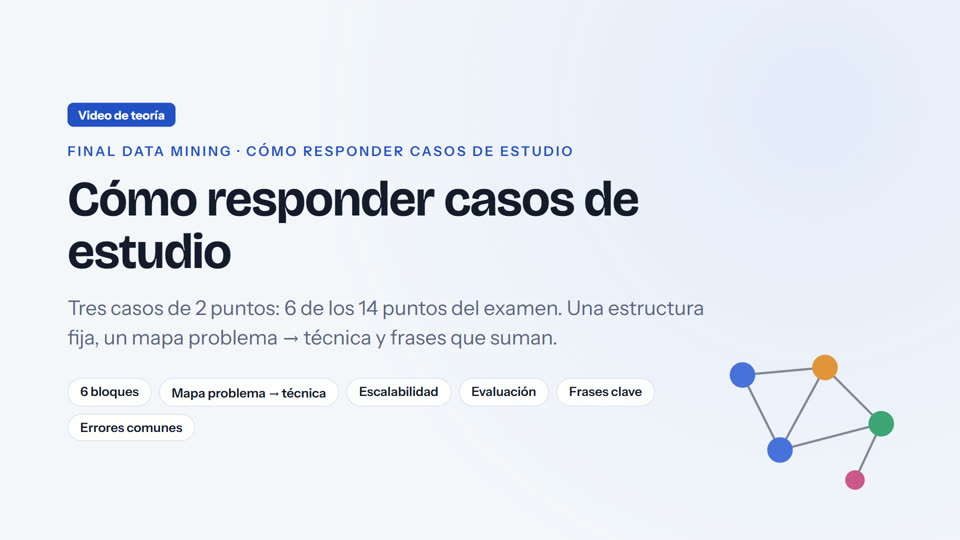 Video de teoría
FINAL DATA MINING · CÓMO RESPONDER CASOS DE ESTUDIO
Cómo responder casos de
estudio
Tres casos de 2 puntos: 6 de los 14 puntos del examen. Una estructura
fija, un mapa problema → técnica y frases que suman.
6 bloques
Mapa problema → técnica
Escalabilidad
Evaluación
Frases clave
Errores comunes